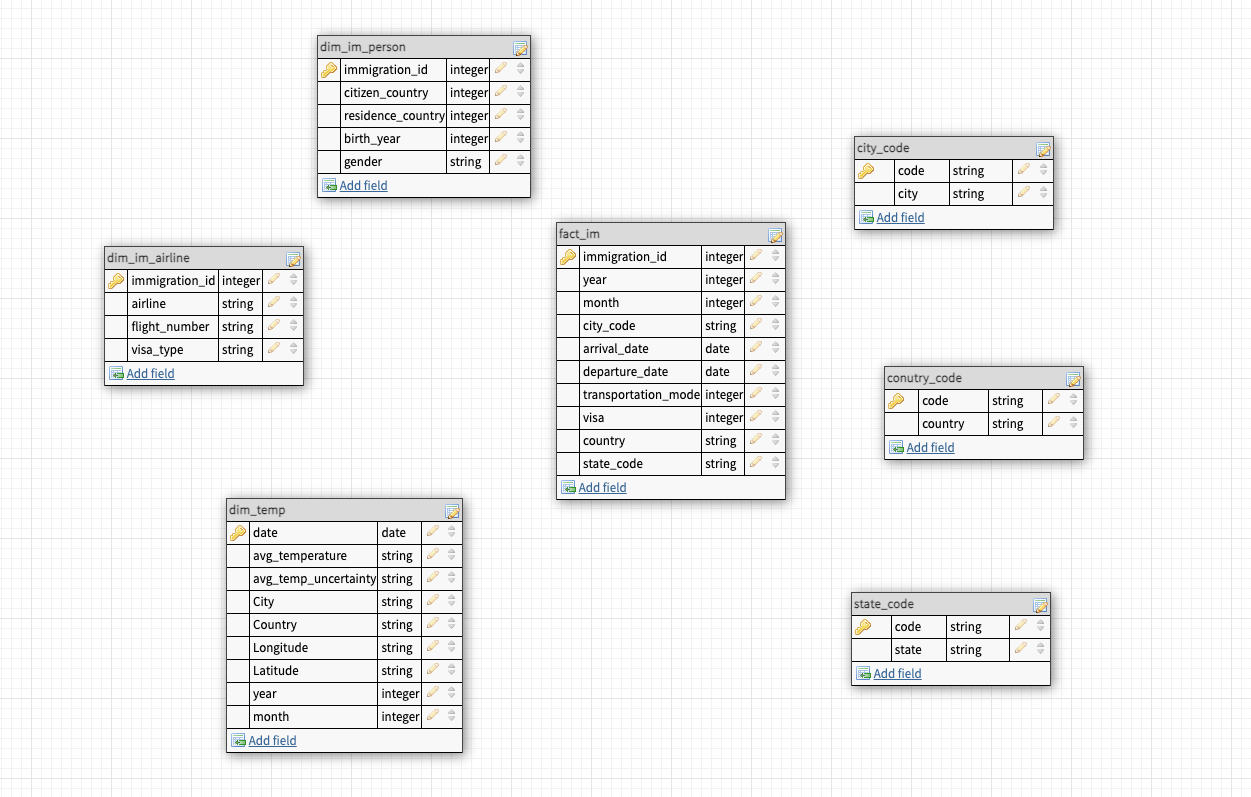 dim_im_person
immigration_id integer
citizen_country integer
residence_country integer
birth_year integer
gender string
Add field
city_code
code string
city string
Add field
dim_im_airline
immigration_id integer
airline string
flight_number string
visa_type string
Add field
fact_im
immigration_id integer
year integer
month integer
city_code string
arrival_date date
departure_date date
transportation_mode integer
visa integer
country string
state_code string
Add field
conutry_code
code string
country string
Add field
dim_temp
date date
avg_temperature string
avg_temp_uncertainty string
City string
Country string
Longitude string
Latitude string
year integer
month integer
Add field
state_code
code string
state string
Add field